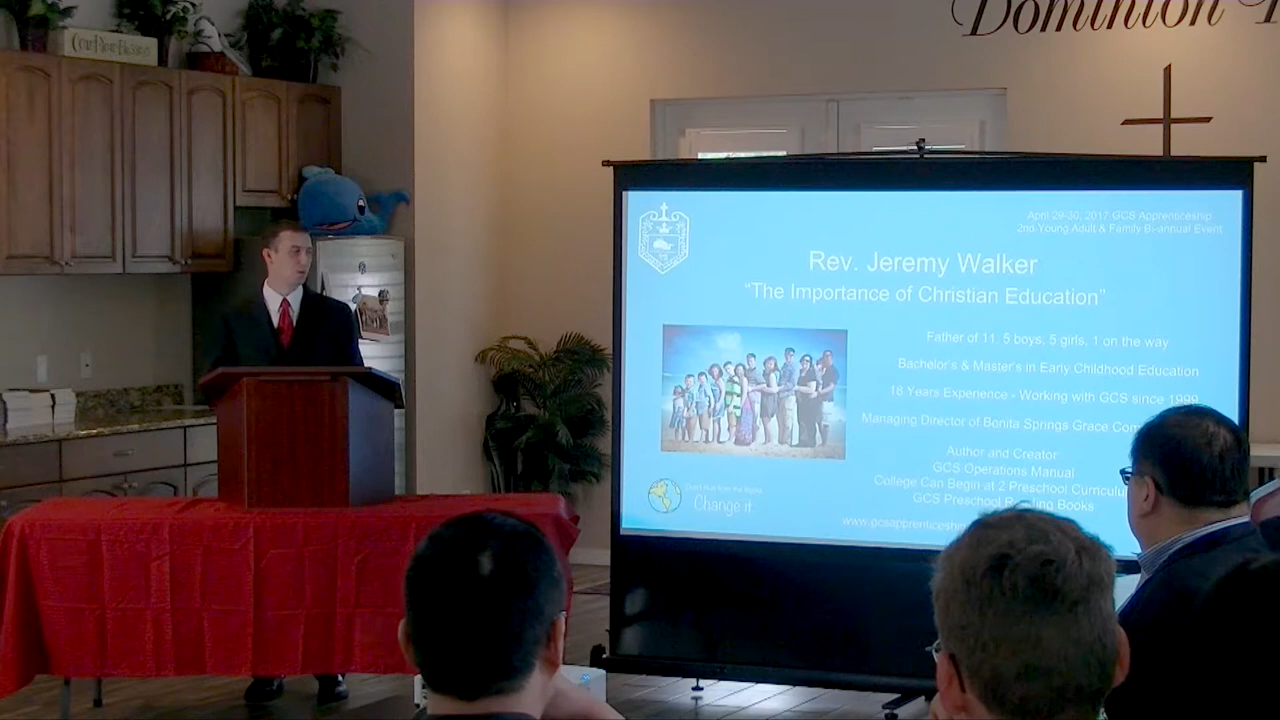 Dominion
April 29-30, 2017 GCS Apprenticeship
2nd Young Adult & Family Bi-annual Event
Rev. Jeremy Walker
"The Importance of Christian Education"
Father of 11. 5 boys, 5 girls, 1 on the way
Bachelor's & Master's in Early Childhood Education
18 Years Experience - Working with GCS since 1999
Managing Director of Bonita Springs Grace
Author and Creator
GCS Operations Manual
College Can Begin at 2 Preschool
GCS Preschool Reading Books
Change it